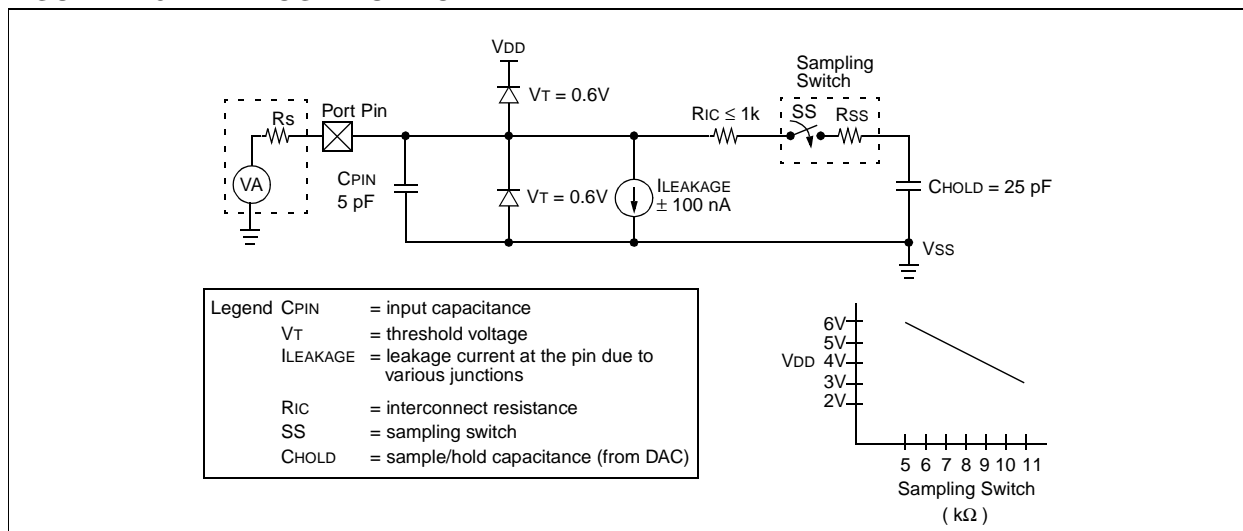 VDD
Sampling
Switch
VT = 0.6V
Rs
Port Pin
RIC ≤ 1k
SS
RSS
VA
CPIN
5 pF
VT = 0.6V
ILEAKAGE
± 100 nA
CHOLD = 25 pF
VSS
Legend CPIN = input capacitance
VT = threshold voltage
ILEAKAGE = leakage current at the pin due to
various junctions
RIC = interconnect resistance
SS = sampling switch
CHOLD = sample/hold capacitance (from DAC)
6V
5V
VDD 4V
3V
2V
5 6 7 8 9 10 11
Sampling Switch
( kΩ )